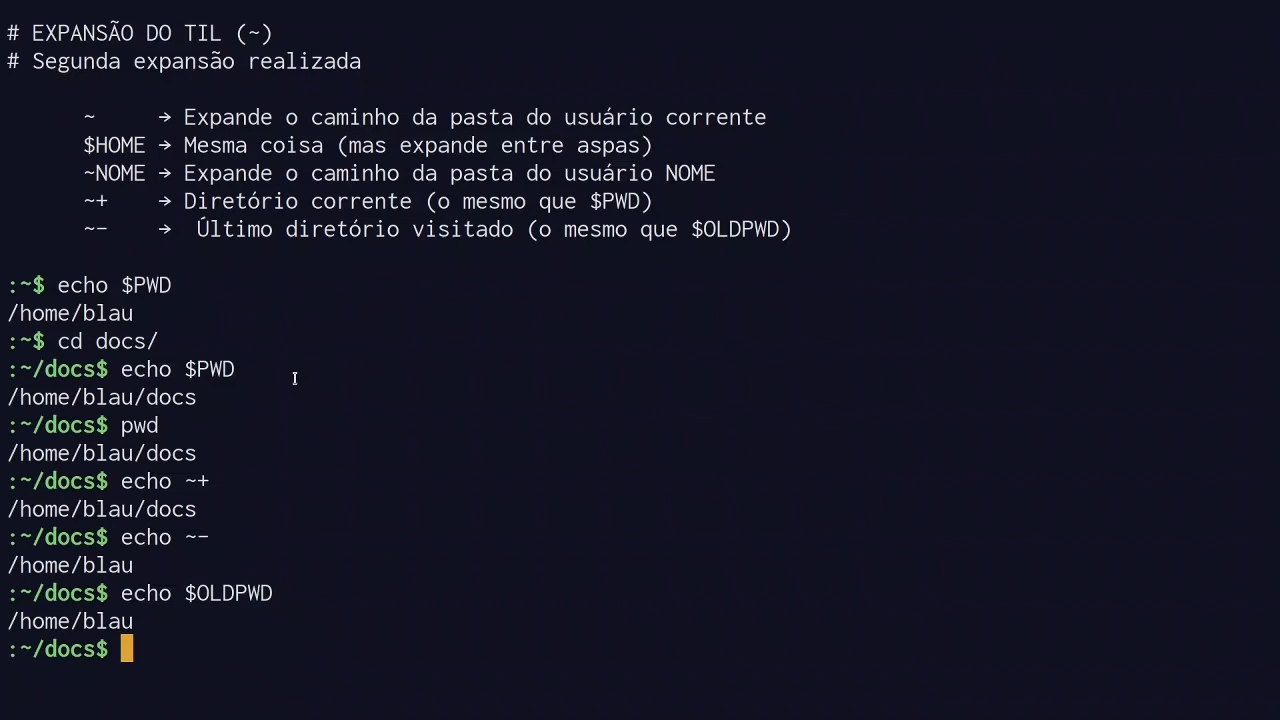 # EXPANSÃO DO TIL (~)
# Segunda expansão realizada
~ → Expande o caminho da pasta do usuário corrente
$HOME → Mesma coisa (mas expande entre aspas)
~NOME → Expande o caminho da pasta do usuário NOME
~+ → Diretório corrente (o mesmo que $PWD)
~- → Último diretório visitado (o mesmo que $OLDPWD)
:~$ echo $PWD
/home/blau
:~$ cd docs/
:~/docs$ echo $PWD
/home/blau/docs
:~/docs$ pwd
/home/blau/docs
:~/docs$ echo ~+
/home/blau/docs
:~/docs$ echo ~-
/home/blau
:~/docs$ echo $OLDPWD
/home/blau
:~/docs$